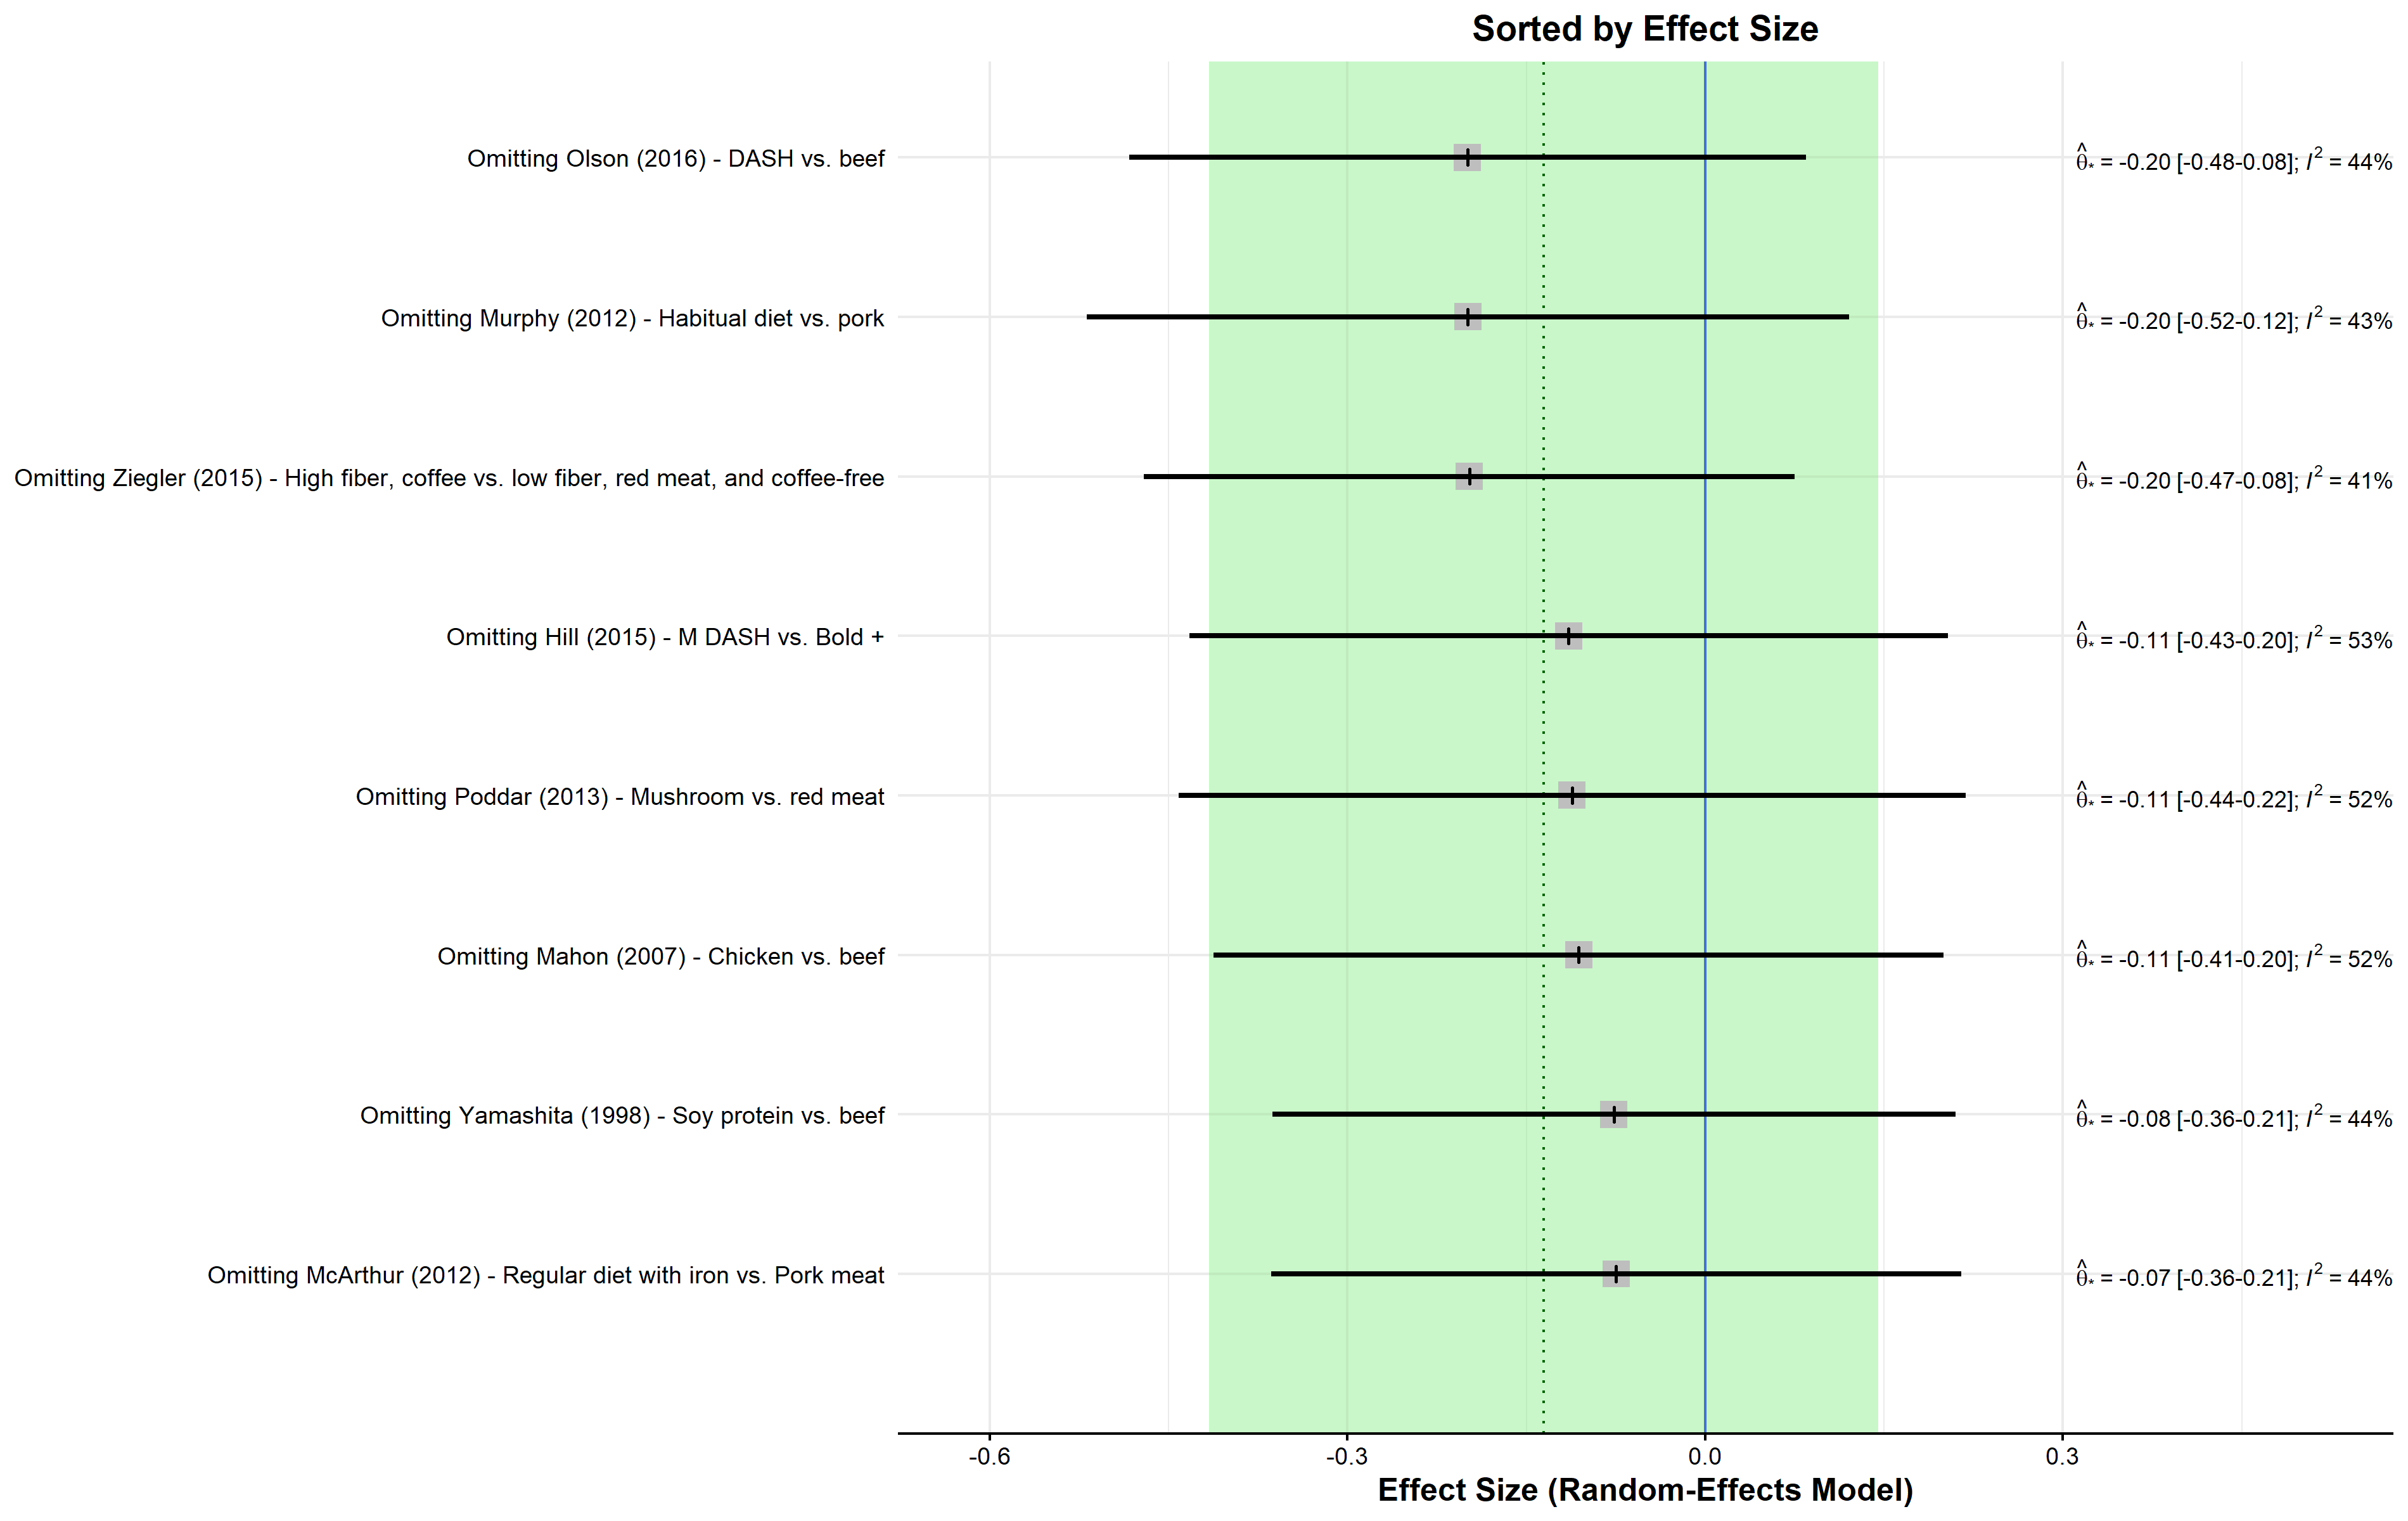 Sorted by Effect Size
Omitting Olson (2016) - DASH vs. beef θ̂* = -0.20 [-0.48-0.08]; I² = 44%
Omitting Murphy (2012) - Habitual diet vs. pork θ̂* = -0.20 [-0.52-0.12]; I² = 43%
Omitting Ziegler (2015) - High fiber, coffee vs. low fiber, red meat, and coffee-free θ̂* = -0.20 [-0.47-0.08]; I² = 41%
Omitting Hill (2015) - M DASH vs. Bold + θ̂* = -0.11 [-0.43-0.20]; I² = 53%
Omitting Poddar (2013) - Mushroom vs. red meat θ̂* = -0.11 [-0.44-0.22]; I² = 52%
Omitting Mahon (2007) - Chicken vs. beef θ̂* = -0.11 [-0.41-0.20]; I² = 52%
Omitting Yamashita (1998) - Soy protein vs. beef θ̂* = -0.08 [-0.36-0.21]; I² = 44%
Omitting McArthur (2012) - Regular diet with iron vs. Pork meat θ̂* = -0.07 [-0.36-0.21]; I² = 44%
-0.6 -0.3 0.0 0.3
Effect Size (Random-Effects Model)